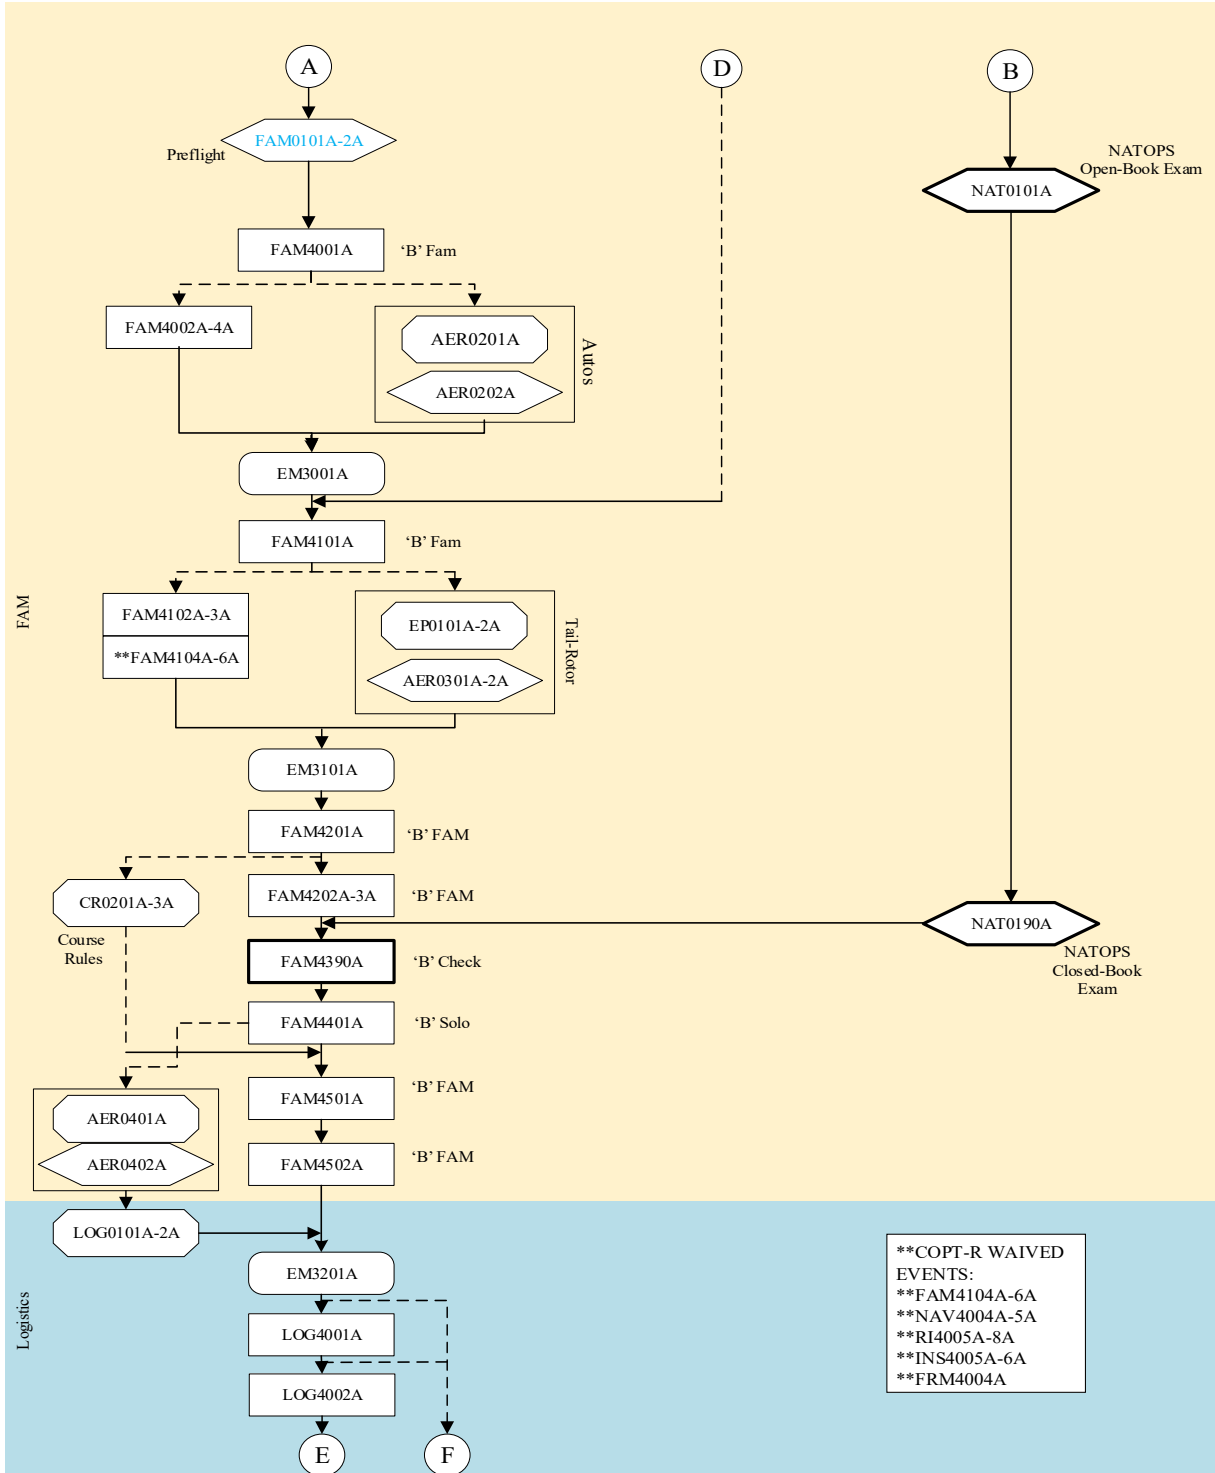 A
D
B
FAM0101A-2A
Preflight
NATOPS
Open-Book Exam
NAT0101A
FAM4001A
‘B’ Fam
FAM4002A-4A
AER0201A
AER0202A
Autos
EM3001A
FAM4101A
‘B’ Fam
FAM4102A-3A
**FAM4104A-6A
EP0101A-2A
AER0301A-2A
Tail-Rotor
FAM
EM3101A
FAM4201A
‘B’ FAM
CR0201A-3A
Course
Rules
FAM4202A-3A
‘B’ FAM
NAT0190A
NATOPS
Closed-Book
Exam
FAM4390A
‘B’ Check
FAM4401A
‘B’ Solo
FAM4501A
‘B’ FAM
AER0401A
AER0402A
FAM4502A
‘B’ FAM
LOG0101A-2A
EM3201A
Logistics
LOG4001A
LOG4002A
E
F
**COPT-R WAIVED
EVENTS:
**FAM4104A-6A
**NAV4004A-5A
**RI4005A-8A
**INS4005A-6A
**FRM4004A